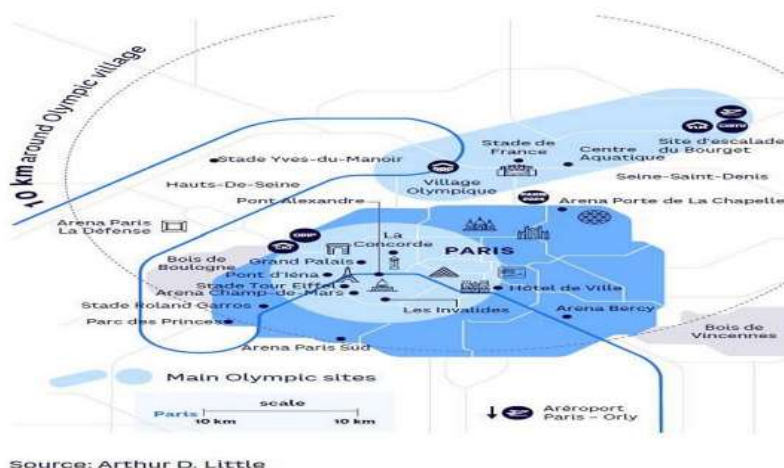 10 km around Olympic village
Stade Yves-du-Manoir
Stade de
France
Centre
Aquatique
Site d'escalade
du Bourget
Hauts-De-Seine
Village
Olympique
Seine-Saint-Denis
Pont Alexandre
Arena Porte de La Chapelle
Arena Paris
La Défense
La
Concorde
PARIS
Bois de
Boulogne
Grand Palais
Pont d'Iéna
Stade Tour Eiffel
Arena Champ-de-Mars
Hôtel de Ville
Stade Roland Garros
Les Invalides
Arena Bercy
Parc des Princes
Bois de
Vincennes
Arena Paris Sud
Main Olympic sites
scale
Paris
10 km
10 km
Aréroport
Paris - Orly
Source: Arthur D. Little